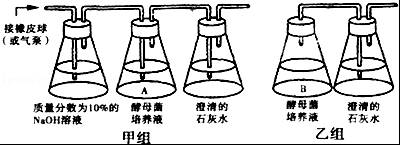 接橡皮球
(或气泵)
A
B
质量分数为10%的
NaOH溶液
酵母菌
培养液
澄清的
石灰水
酵母菌
培养液
澄清的
石灰水
甲组
乙组